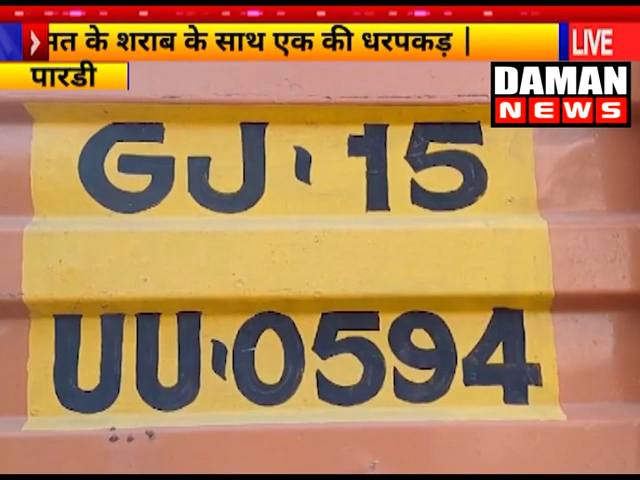 के शराब के साथ एक की धरपकड़ |
LIVE
पारडी
DAMAN
NEWS
GJ·15
UU·0594